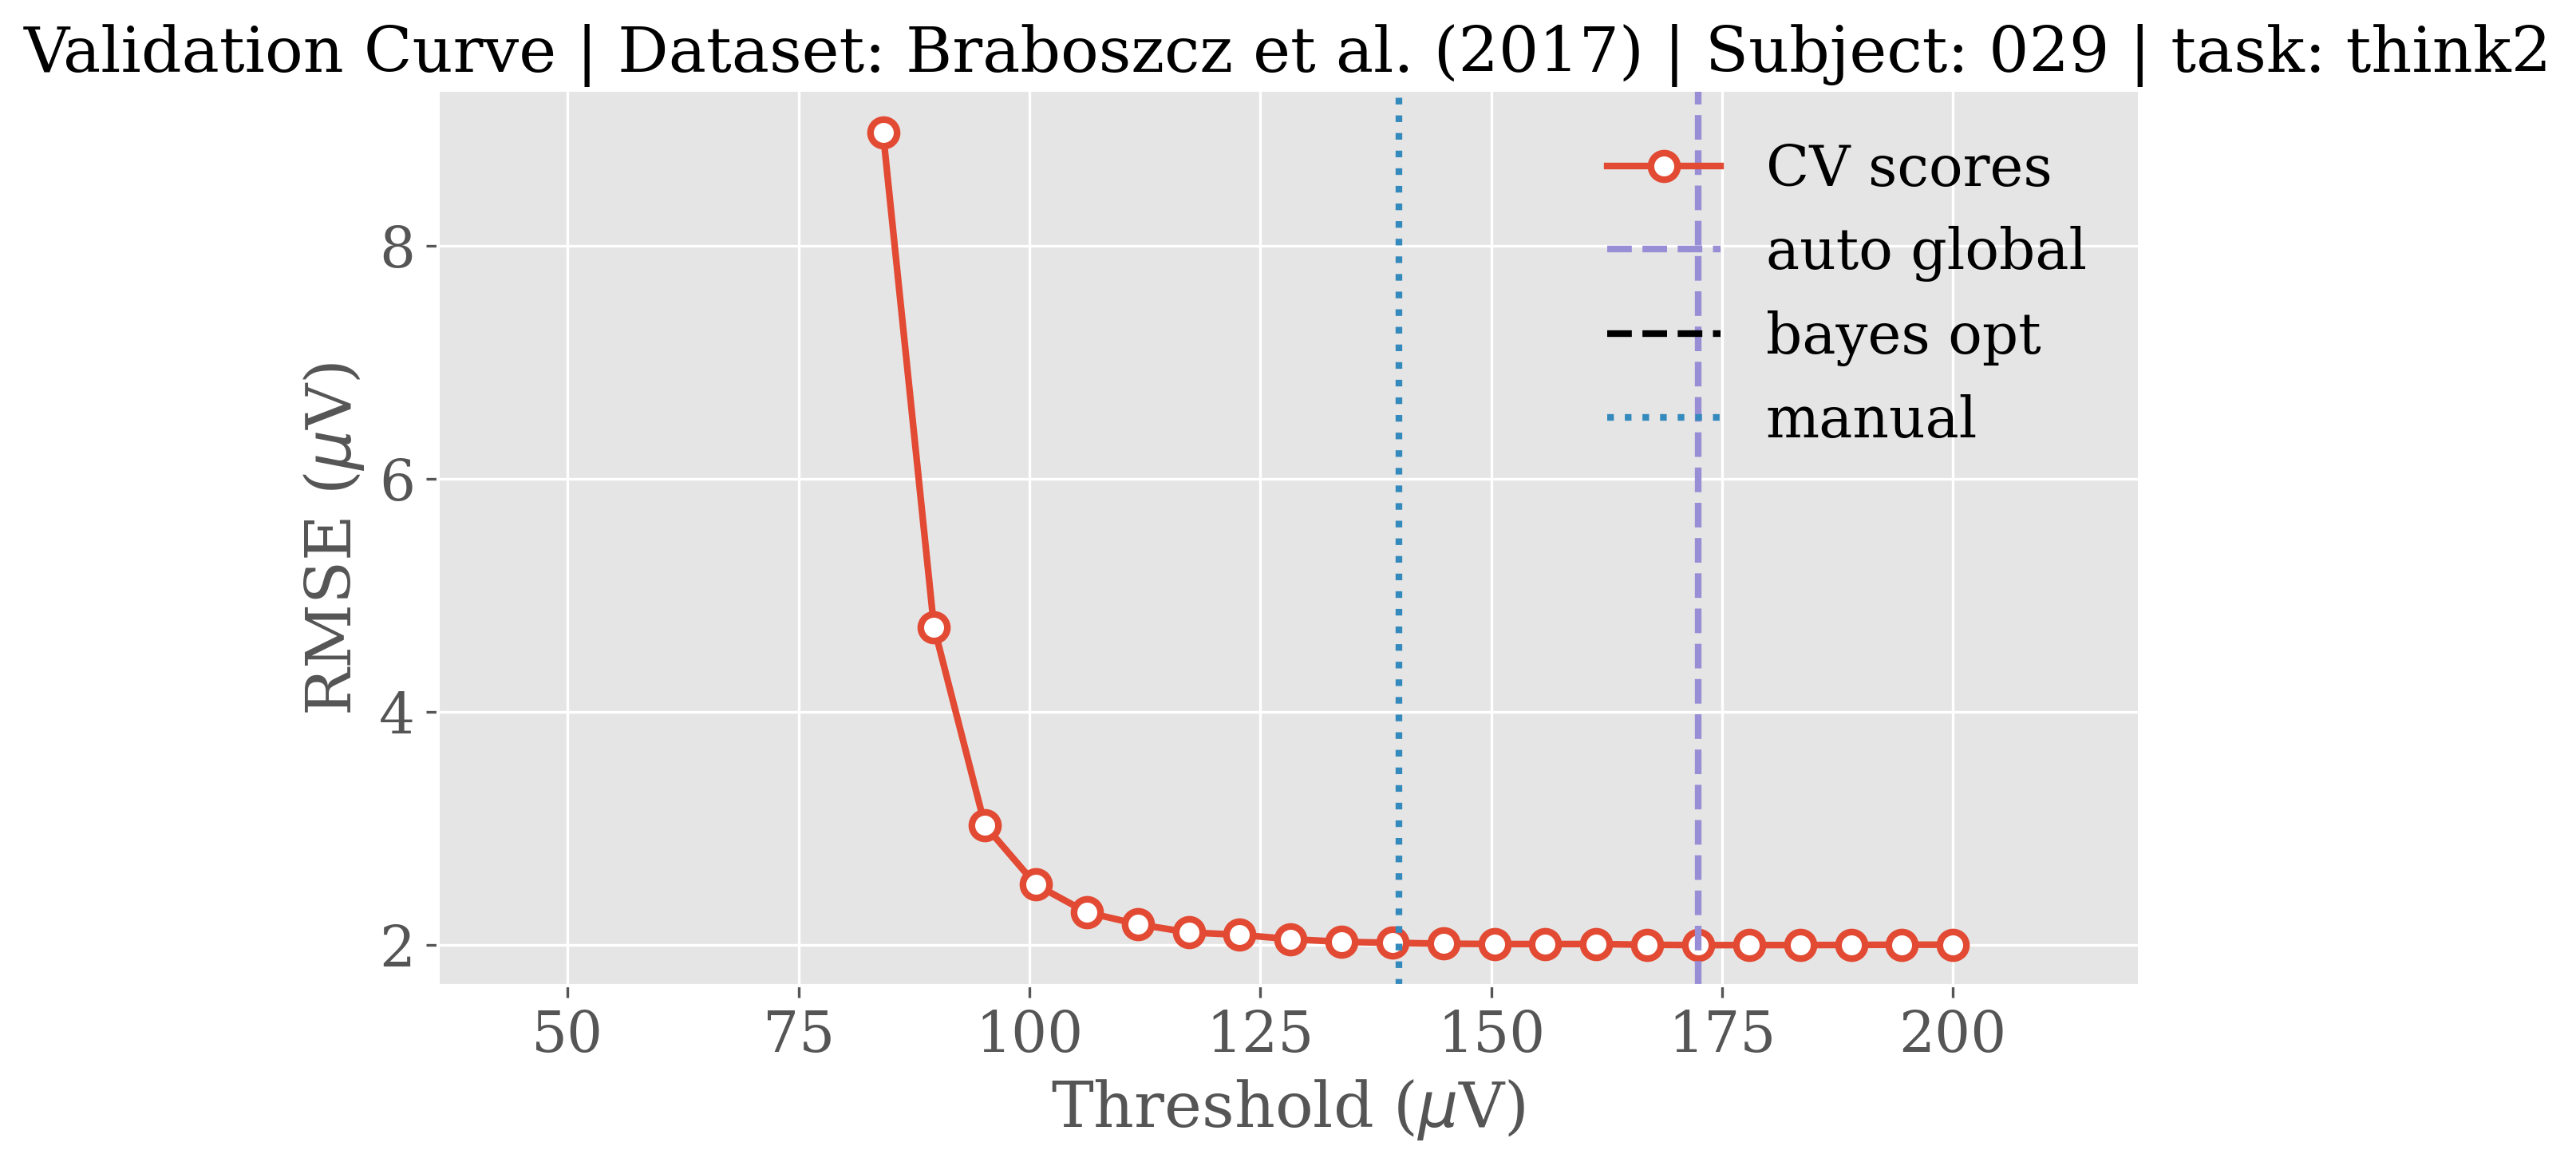 Validation Curve | Dataset: Braboszcz et al. (2017) | Subject: 029 | task: think2
CV scores
auto global
bayes opt
manual
RMSE (μV)
8
6
4
2
50 75 100 125 150 175 200
Threshold (μV)